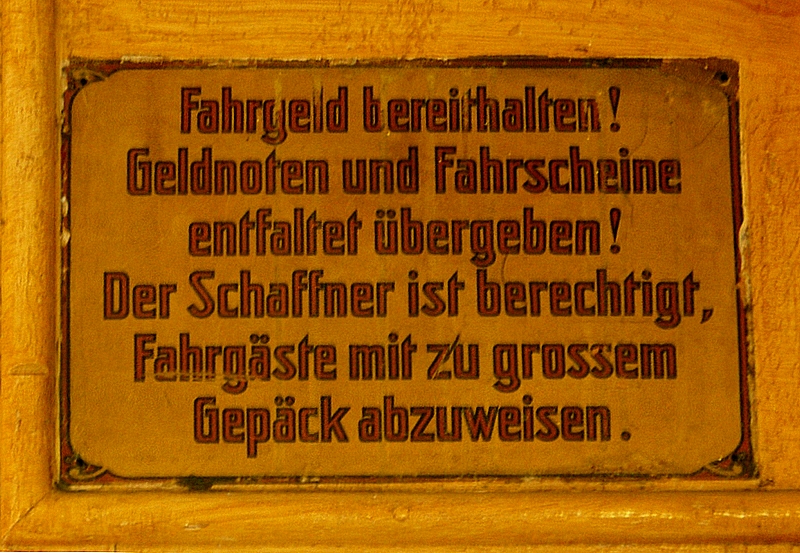 Fahrgeld bereithalten!
Geldnoten und Fahrscheine
entfaltet übergeben!
Der Schaffner ist berechtigt,
Fahrgäste mit zu grossem
Gepäck abzuweisen.